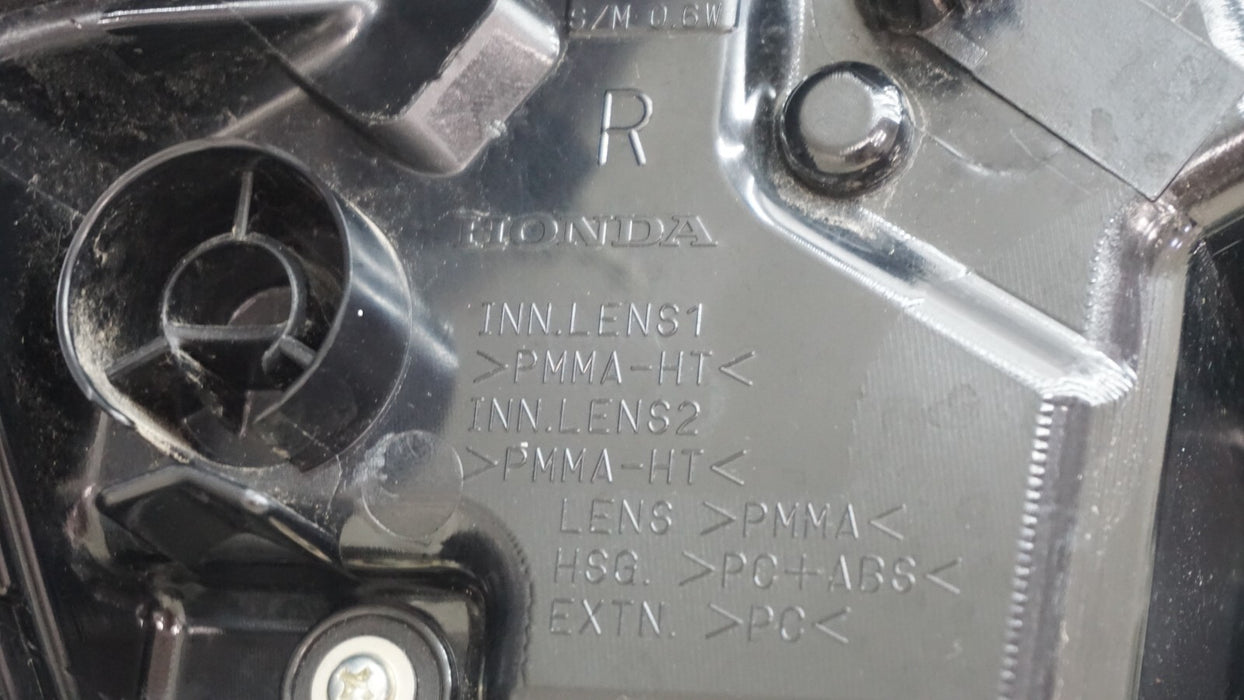 S/M 0.6W
R
HONDA
INN.LENS1
>PMMA-HT<
INN.LENS2
>PMMA-HT<
LENS >PMMA<
HSG. >PC+ABS<
EXTN. >PC<